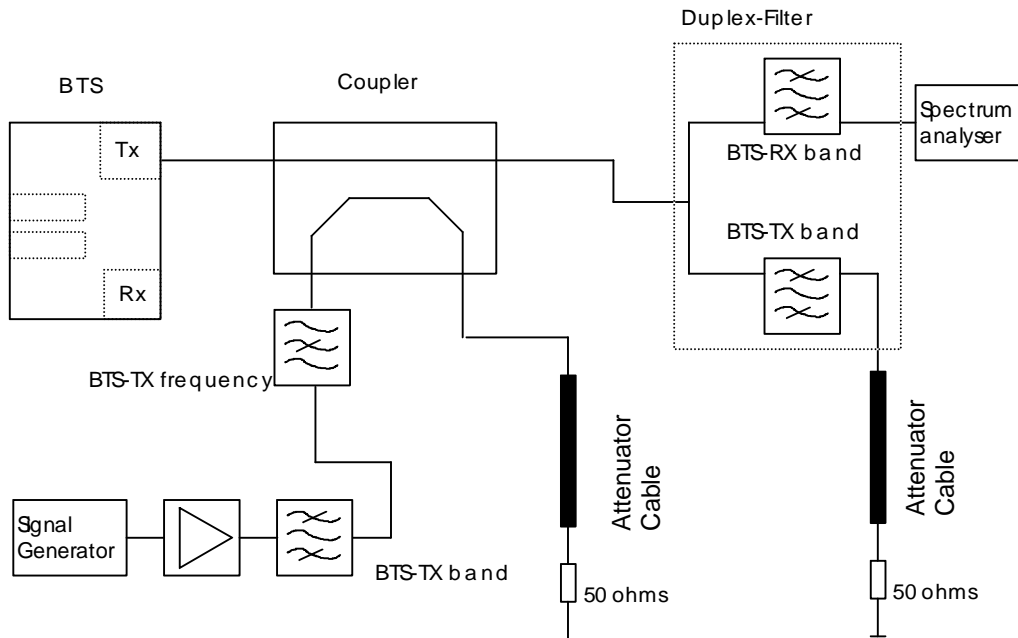 Duplex-Filter
BTS
Coupler
Spectrum
analyser
Tx
BTS-RX band
BTS-TX band
Rx
BTS-TX frequency
Attenuator
Cable
Attenuator
Cable
Signal
Generator
BTS-TX band
50 ohms
50 ohms